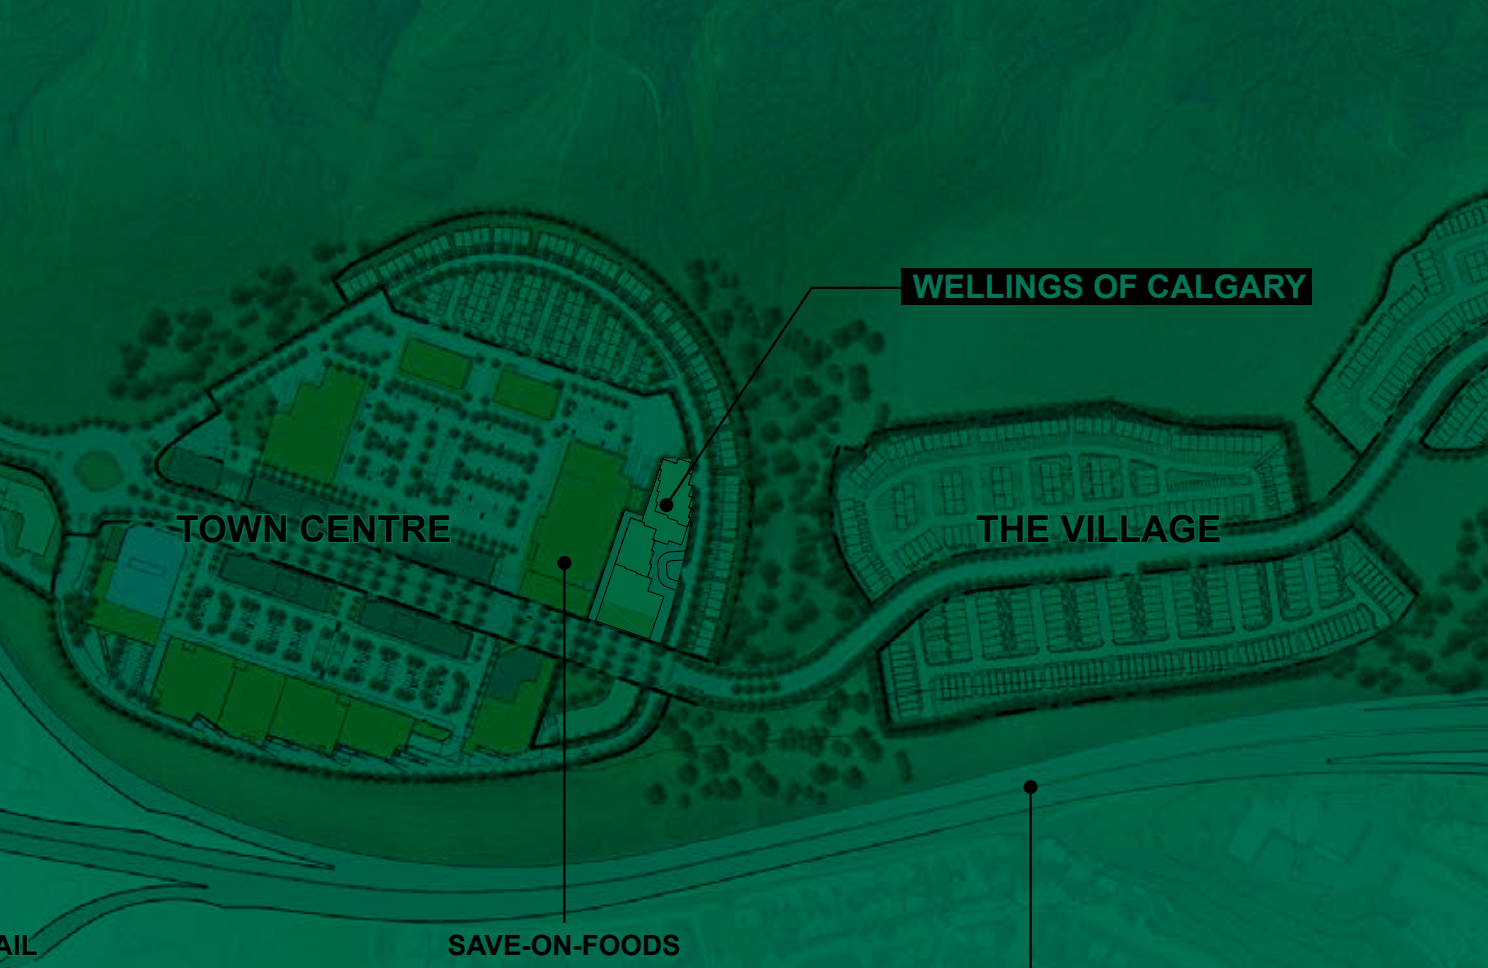 WELLINGS OF CALGARY
TOWN CENTRE
THE VILLAGE
AIL
SAVE-ON-FOODS